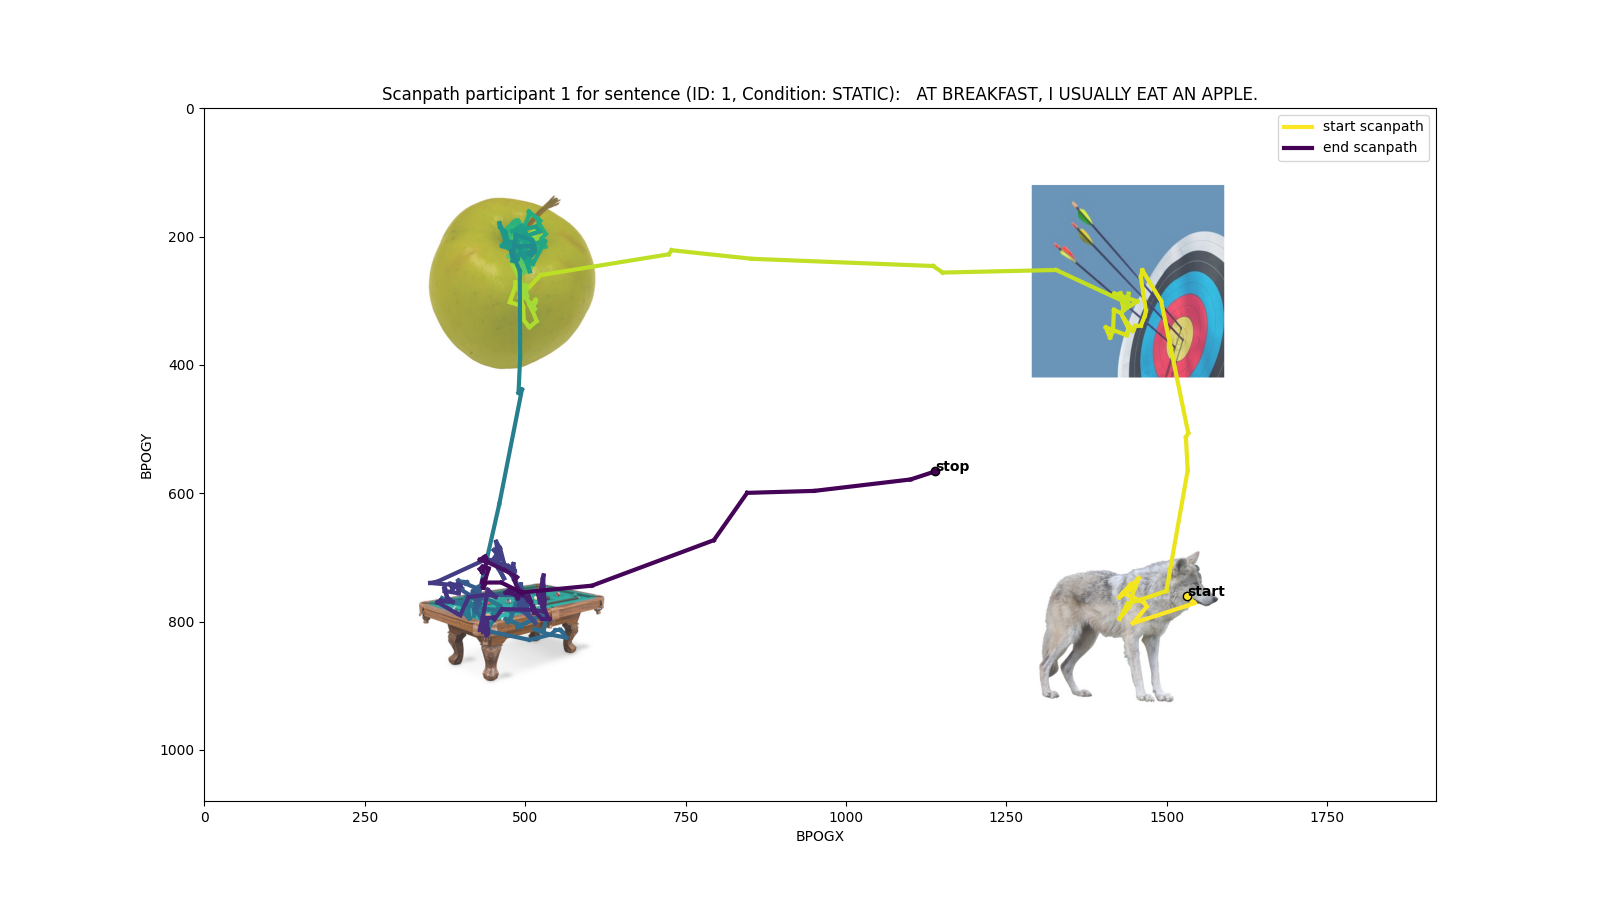 Scanpath participant 1 for sentence (ID: 1, Condition: STATIC):   AT BREAKFAST, I USUALLY EAT AN APPLE.
start scanpath
end scanpath
0
200
400
600
800
1000
BPOGY
stop
start
0
250
500
750
1000
1250
1500
1750
BPOGX